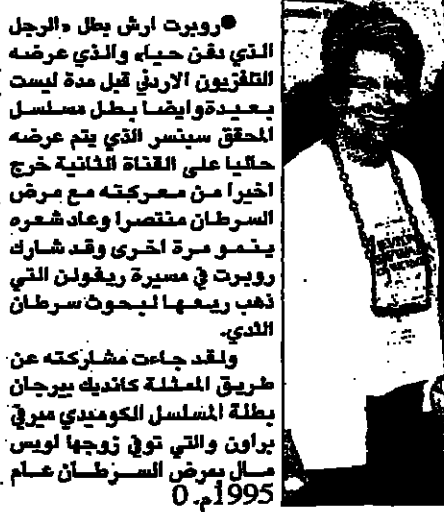 ●روبرت ارش بطل «الرجل
الذي دفن حيا» والذي عرضه
التلفزيون الاردني قبل مدة ليست
بعيدة وايضا بطل مسلسل
المحقق سبنسر الذي يتم عرضه
حاليا على القناة الثانية خرج
اخيرا من معركته مع مرض
السرطان منتصرا وعاد شعره
ينمو مرة اخرى وقد شارك
روبرت في مسيرة ريفولن التي
ذهب ريعها لبحوث سرطان
الثدي.
ولقد جاءت مشاركته عن
طريق الممثلة كانديك بيرجان
بطلة المسلسل الكوميدي ميرفي
براون والتي توفي زوجها لويس
مال بمرض السرطان عام
1995م. 0